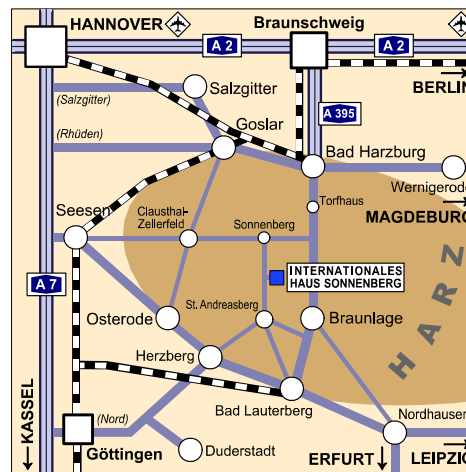 HANNOVER
Braunschweig
A 2
A 2
BERLIN
(Salzgitter)
Salzgitter
A 395
Goslar
(Rhüden)
Bad Harzburg
Wernigerode
Torfhaus
MAGDEBURG
Seesen
Clausthal-
Zellerfeld
Sonnenberg
INTERNATIONALES
HAUS SONNENBERG
A 7
HARZ
St. Andreasberg
Osterode
Braunlage
Herzberg
Bad Lauterberg
Nordhausen
(Nord)
KASSEL
Göttingen
Duderstadt
ERFURT
LEIPZIG